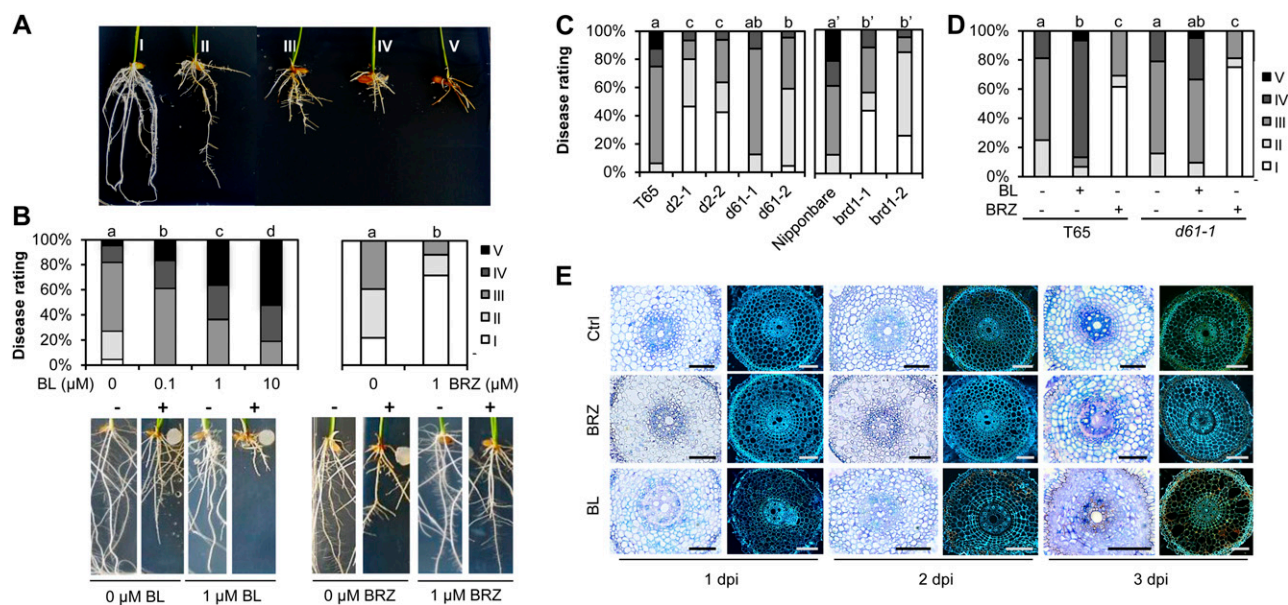 A
I II III IV V
B
Disease rating
100%
80%
60%
40%
20%
0%
a b c d
a b
V
IV
III
II
I
-
BL (μM) 0 0.1 1 10
0 1 BRZ (μM)
- + - +
- + - +
0 μM BL 1 μM BL
0 μM BRZ 1 μM BRZ
C
Disease rating
100%
80%
60%
40%
20%
0%
a c c ab b a' b' b'
T65 d2-1 d2-2 d61-1 d61-2 Nipponbare brd1-1 brd1-2
D
100%
80%
60%
40%
20%
0%
a b c a ab c
V
IV
III
II
I
-
BL - + - - + -
BRZ - - + - - +
T65 d61-1
E
Ctrl
BRZ
BL
1 dpi 2 dpi 3 dpi